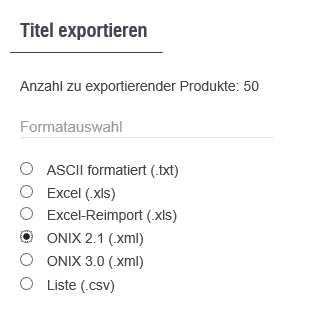 Titel exportieren
Anzahl zu exportierender Produkte: 50
Formatauswahl
ASCII formatiert (.txt)
Excel (.xls)
Excel-Reimport (.xls)
ONIX 2.1 (.xml)
ONIX 3.0 (.xml)
Liste (.csv)